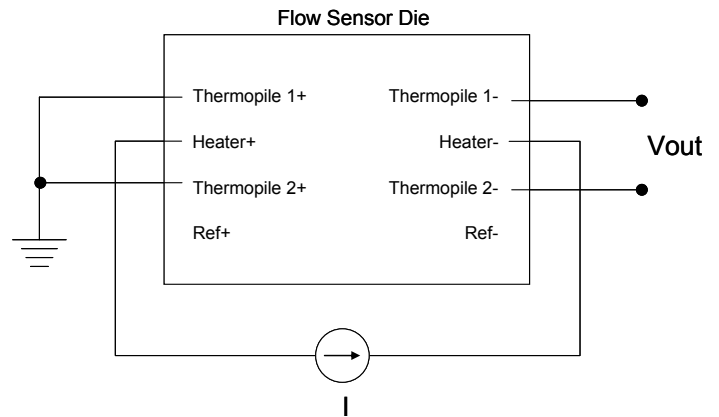 Flow Sensor Die
Thermopile 1+
Thermopile 1-
Heater+
Heater-
Vout
Thermopile 2+
Thermopile 2-
Ref+
Ref-
I